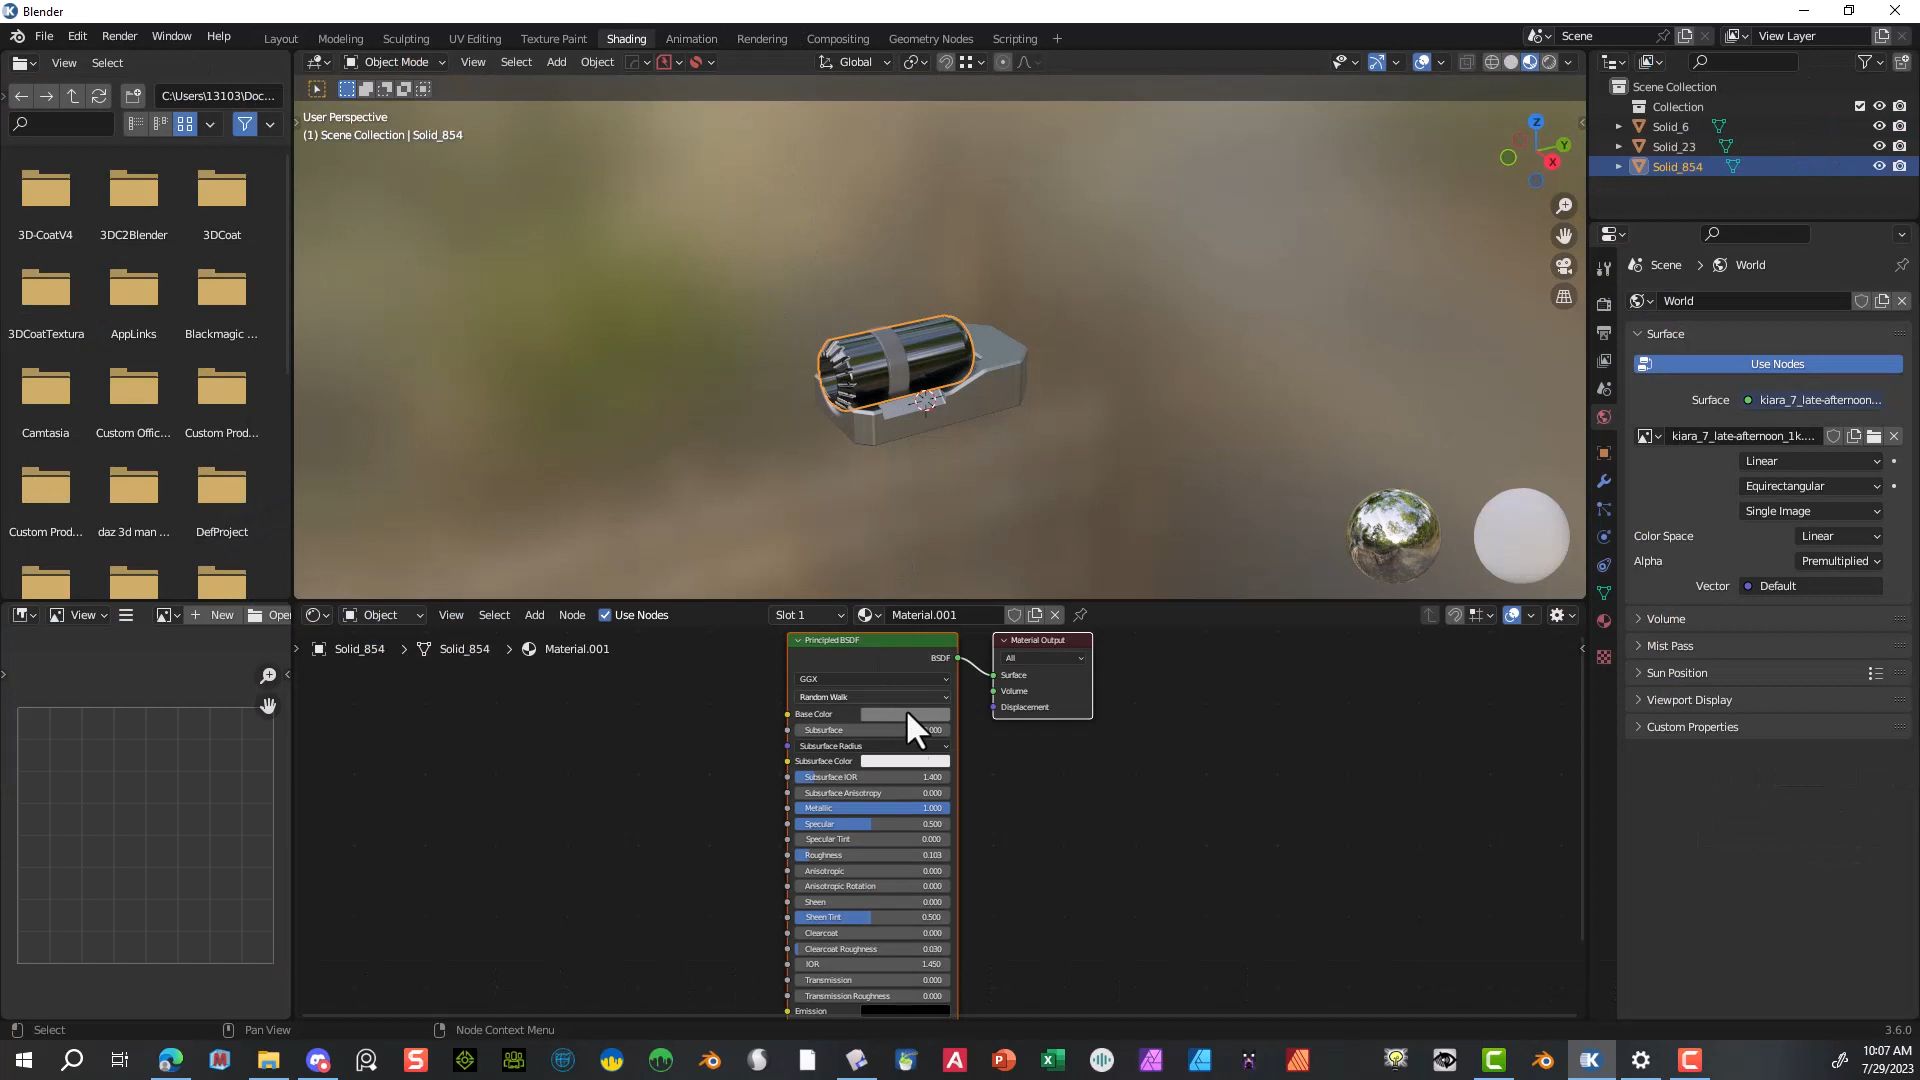 Blender
File Edit Render Window Help
Layout Modeling Sculpting UV Editing Texture Paint Shading Animation Rendering Compositing Geometry Nodes Scripting
Scene
View Layer
View Select
Object Mode View Select Add Object
Global
C:\Users\13103\Doc...
User Perspective
(1) Scene Collection | Solid_854
Z
Y
X
Scene Collection
Collection
Solid_6
Solid_23
Solid_854
3D-CoatV4 3DC2Blender 3DCoat
3DCoatTextura AppLinks Blackmagic ...
Camtasia Custom Offic... Custom Prod...
Custom Prod... daz 3d man ... DefProject
Scene > World
World
Surface
Use Nodes
Surface kiara_7_late-afternoon...
kiara_7_late-afternoon_1k....
Linear
Equirectangular
Single Image
Color Space Linear
Alpha Premultiplied
Vector Default
Volume
Mist Pass
Sun Position
Viewport Display
Custom Properties
View New Open
Object View Select Add Node Use Nodes Slot 1 Material.001
Solid_854 > Solid_854 > Material.001
Principled BSDF
BSDF
GGX
Random Walk
Base Color
Subsurface
Subsurface Radius
Subsurface Color
Subsurface IOR 1.400
Subsurface Anisotropy 0.000
Metallic 1.000
Specular 0.500
Specular Tint 0.000
Roughness 0.103
Anisotropic 0.000
Anisotropic Rotation 0.000
Sheen 0.000
Sheen Tint 0.500
Clearcoat 0.000
Clearcoat Roughness 0.030
IOR 1.450
Transmission 0.000
Transmission Roughness 0.000
Emission
Material Output
All
Surface
Volume
Displacement
Select Pan View Node Context Menu
3.6.0
10:07 AM
7/29/2023